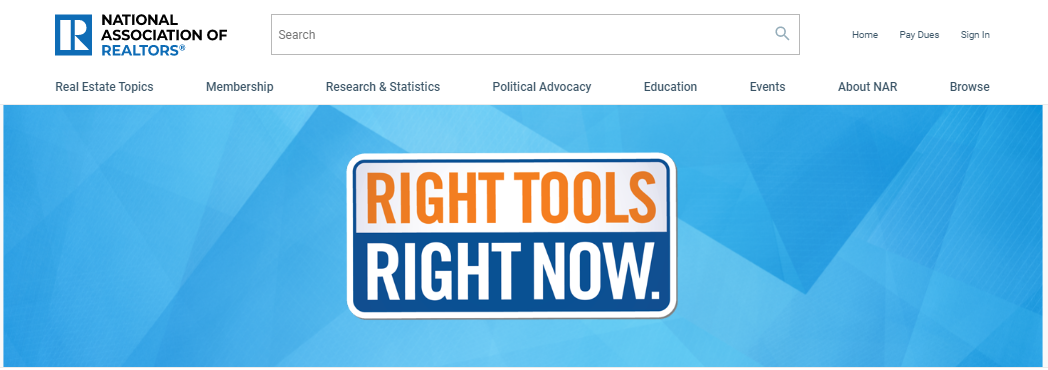 NATIONAL
ASSOCIATION OF
REALTORS®
Search
Home Pay Dues Sign In
Real Estate Topics Membership Research & Statistics Political Advocacy Education Events About NAR Browse
RIGHT TOOLS
RIGHT NOW.